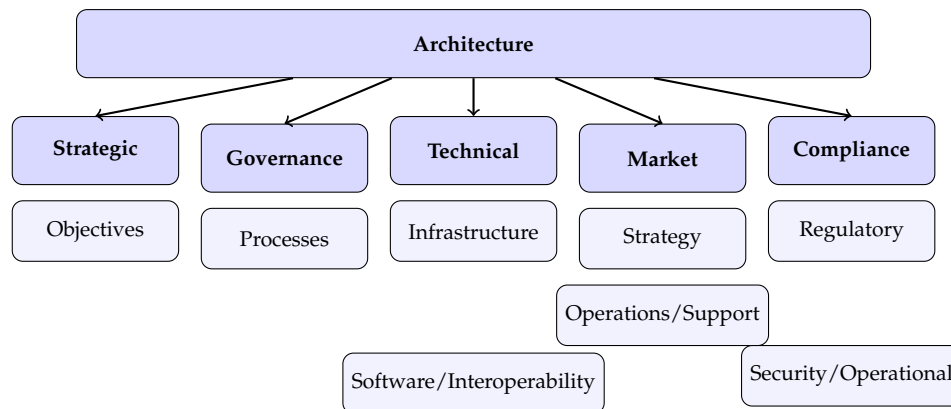 Architecture
Strategic
Governance
Technical
Market
Compliance
Objectives
Processes
Infrastructure
Strategy
Regulatory
Operations/Support
Software/Interoperability
Security/Operational